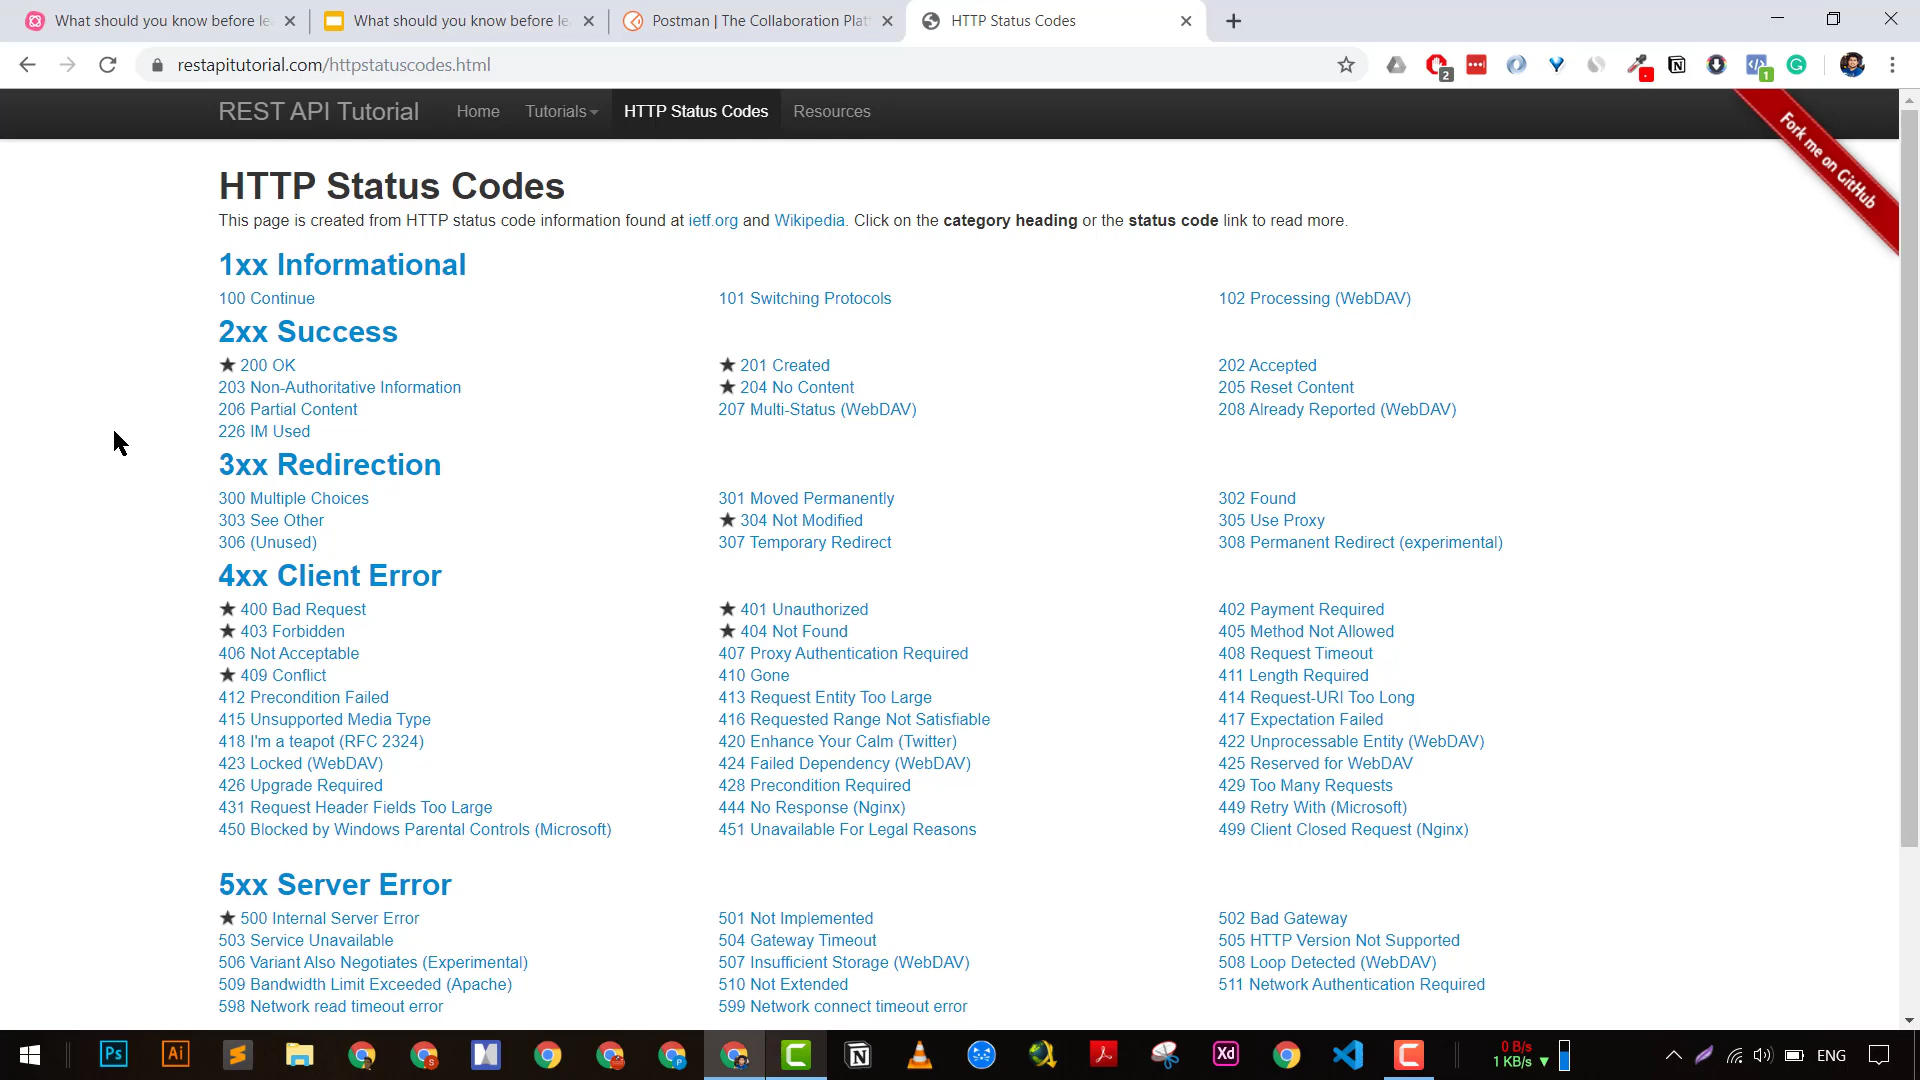 What should you know before le
What should you know before le
Postman | The Collaboration Plat
HTTP Status Codes
restapitutorial.com/httpstatuscodes.html
2
1
REST API Tutorial
Home
Tutorials
HTTP Status Codes
Resources
Fork me on GitHub
HTTP Status Codes
This page is created from HTTP status code information found at ietf.org and Wikipedia. Click on the category heading or the status code link to read more.
1xx Informational
100 Continue
101 Switching Protocols
102 Processing (WebDAV)
2xx Success
★ 200 OK
★ 201 Created
202 Accepted
203 Non-Authoritative Information
★ 204 No Content
205 Reset Content
206 Partial Content
207 Multi-Status (WebDAV)
208 Already Reported (WebDAV)
226 IM Used
3xx Redirection
300 Multiple Choices
301 Moved Permanently
302 Found
303 See Other
★ 304 Not Modified
305 Use Proxy
306 (Unused)
307 Temporary Redirect
308 Permanent Redirect (experimental)
4xx Client Error
★ 400 Bad Request
★ 401 Unauthorized
402 Payment Required
★ 403 Forbidden
★ 404 Not Found
405 Method Not Allowed
406 Not Acceptable
407 Proxy Authentication Required
408 Request Timeout
★ 409 Conflict
410 Gone
411 Length Required
412 Precondition Failed
413 Request Entity Too Large
414 Request-URI Too Long
415 Unsupported Media Type
416 Requested Range Not Satisfiable
417 Expectation Failed
418 I'm a teapot (RFC 2324)
420 Enhance Your Calm (Twitter)
422 Unprocessable Entity (WebDAV)
423 Locked (WebDAV)
424 Failed Dependency (WebDAV)
425 Reserved for WebDAV
426 Upgrade Required
428 Precondition Required
429 Too Many Requests
431 Request Header Fields Too Large
444 No Response (Nginx)
449 Retry With (Microsoft)
450 Blocked by Windows Parental Controls (Microsoft)
451 Unavailable For Legal Reasons
499 Client Closed Request (Nginx)
5xx Server Error
★ 500 Internal Server Error
501 Not Implemented
502 Bad Gateway
503 Service Unavailable
504 Gateway Timeout
505 HTTP Version Not Supported
506 Variant Also Negotiates (Experimental)
507 Insufficient Storage (WebDAV)
508 Loop Detected (WebDAV)
509 Bandwidth Limit Exceeded (Apache)
510 Not Extended
511 Network Authentication Required
598 Network read timeout error
599 Network connect timeout error
Ps
Ai
Xd
0 B/s
1 KB/s
ENG